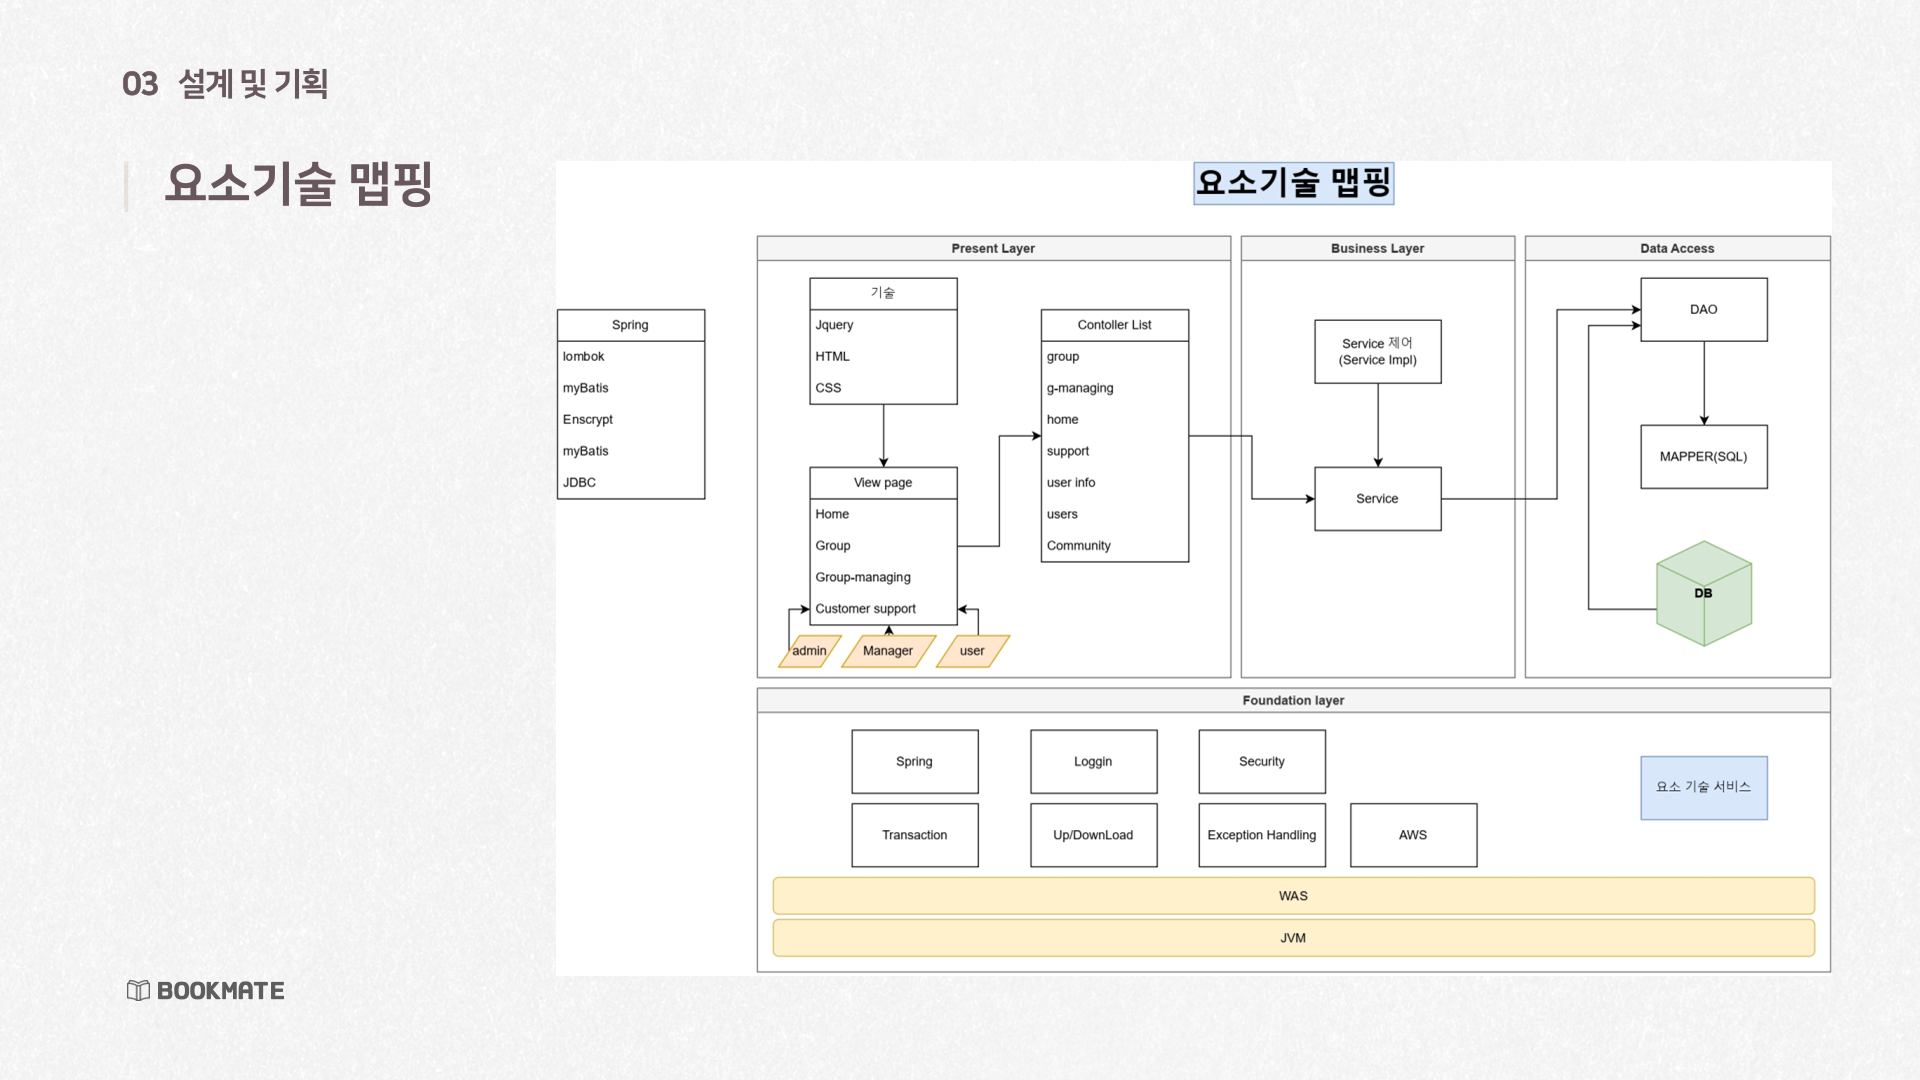 03 설계 및 기획
요소기술 맵핑
요소기술 맵핑
Spring
lombok
myBatis
Enscrypt
myBatis
JDBC
Present Layer
기술
Jquery
HTML
CSS
View page
Home
Group
Group-managing
Customer support
admin
Manager
user
Contoller List
group
g-managing
home
support
user info
users
Community
Business Layer
Service 제어
(Service Impl)
Service
Data Access
DAO
MAPPER(SQL)
DB
Foundation layer
Spring
Loggin
Security
요소 기술 서비스
Transaction
Up/DownLoad
Exception Handling
AWS
WAS
JVM
BOOKMATE